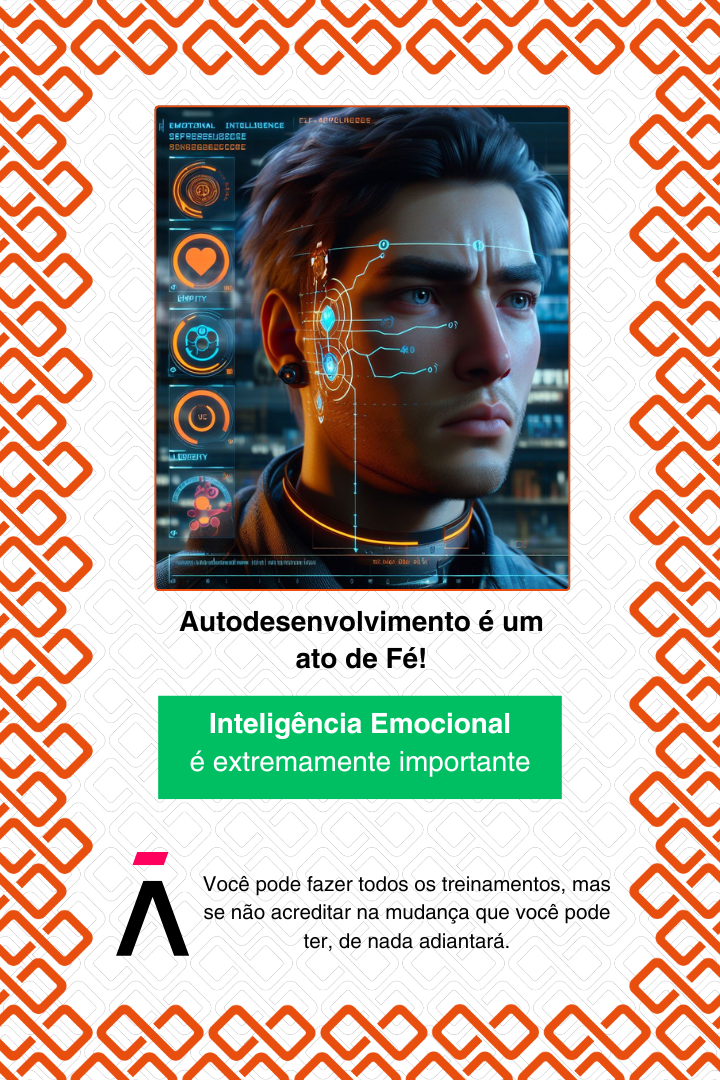 EMOTIONAL INTELLIGENCE
Autodesenvolvimento é um
ato de Fé!
Inteligência Emocional
é extremamente importante
Você pode fazer todos os treinamentos, mas
se não acreditar na mudança que você pode
ter, de nada adiantará.